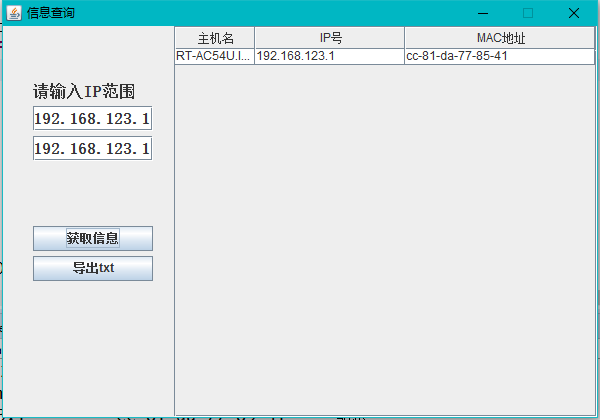 信息查询
主机名 IP号 MAC地址
RT-AC54U.l... 192.168.123.1 cc-81-da-77-85-41
请输入IP范围
192.168.123.1
192.168.123.1
获取信息
导出txt